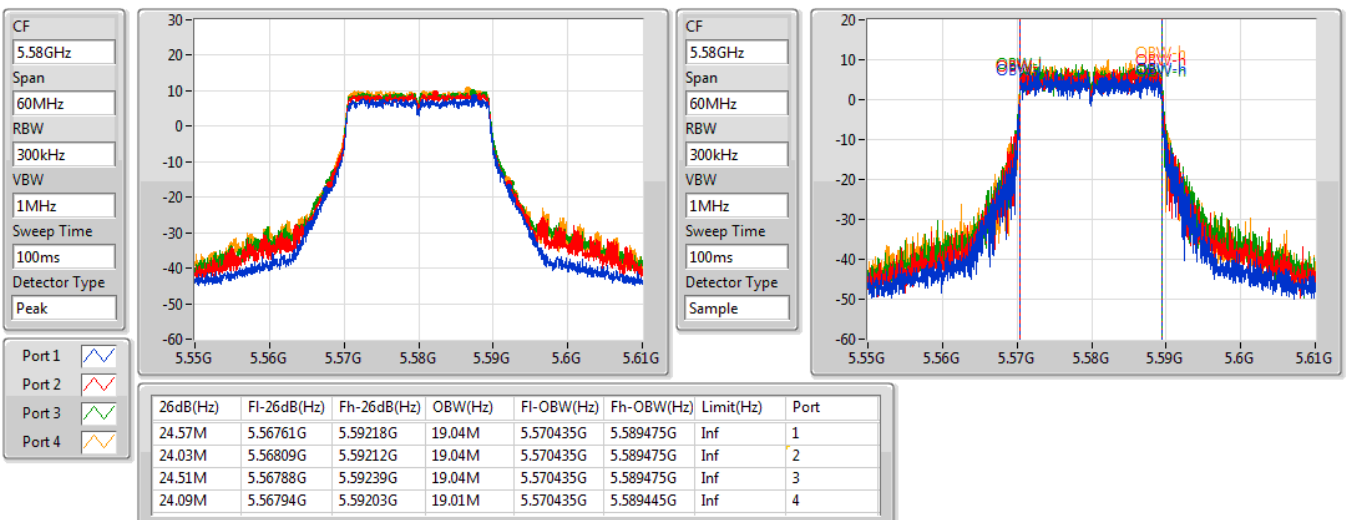 CF
5.58GHz
Span
60MHz
RBW
300kHz
VBW
1MHz
Sweep Time
100ms
Detector Type
Peak
30
20
10
0
-10
-20
-30
-40
-50
-60
5.55G 5.56G 5.57G 5.58G 5.59G 5.6G 5.61G
CF
5.58GHz
Span
60MHz
RBW
300kHz
VBW
1MHz
Sweep Time
100ms
Detector Type
Sample
20
10
0
-10
-20
-30
-40
-50
-60
OBW-h
OBW-h
OBW-h
5.55G 5.56G 5.57G 5.58G 5.59G 5.6G 5.61G
Port 1
Port 2
Port 3
Port 4
26dB(Hz) Fl-26dB(Hz) Fh-26dB(Hz) OBW(Hz) Fl-OBW(Hz) Fh-OBW(Hz) Limit(Hz) Port
24.57M 5.56761G 5.59218G 19.04M 5.570435G 5.589475G Inf 1
24.03M 5.56809G 5.59212G 19.04M 5.570435G 5.589475G Inf 2
24.51M 5.56788G 5.59239G 19.04M 5.570435G 5.589475G Inf 3
24.09M 5.56794G 5.59203G 19.01M 5.570435G 5.589445G Inf 4